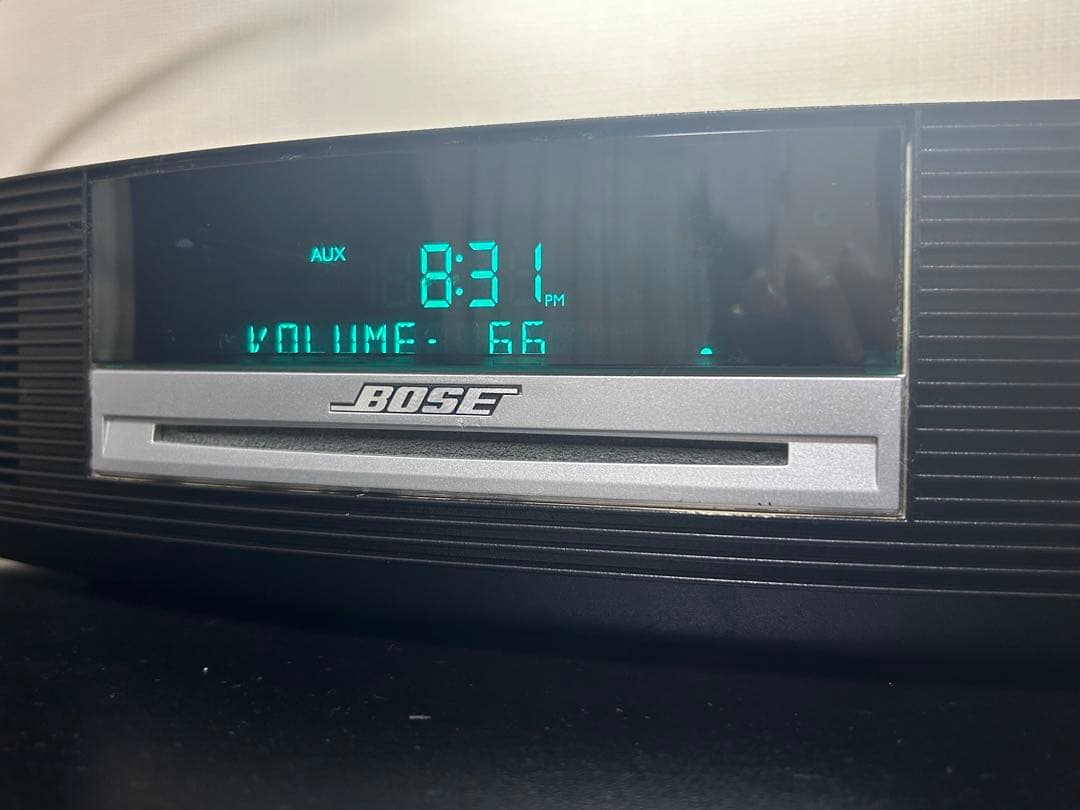 AUX 8:31 PM
VOLUME- 66
BOSE